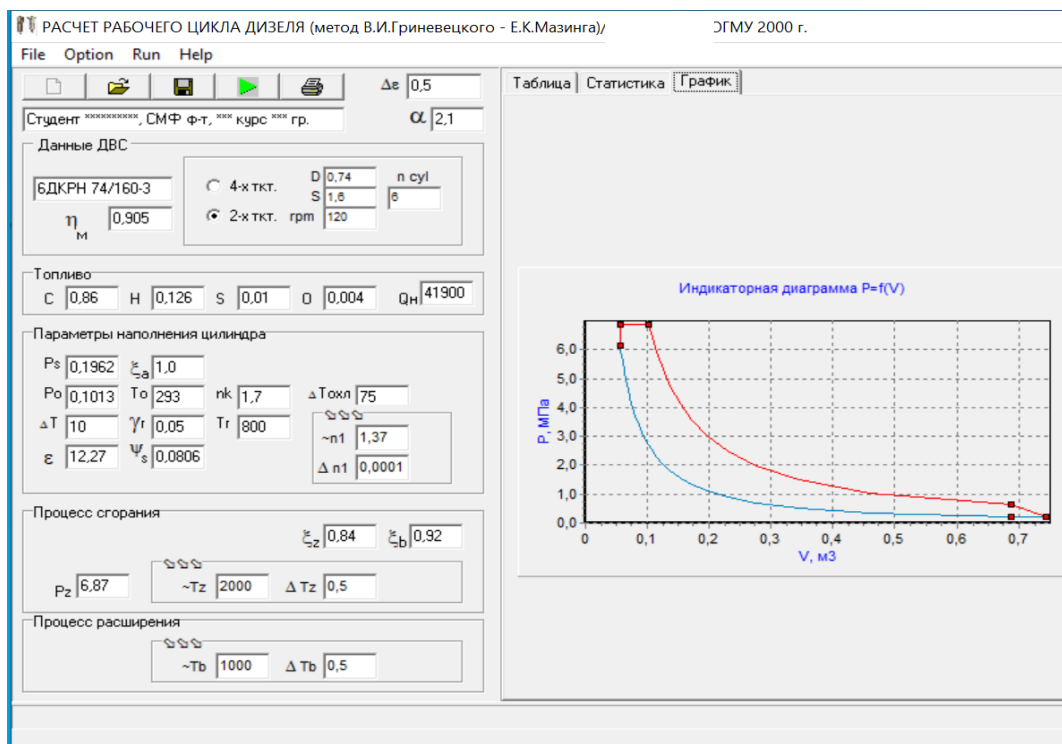 РАСЧЕТ РАБОЧЕГО ЦИКЛА ДИЗЕЛЯ (метод В.И.Гриневецкого - Е.К.Мазинга)/ ОГМУ 2000 г.
File Option Run Help
Δε 0,5
Студент **********, СМФ ф-т, *** курс *** гр.
α 2,1
Данные ДВС
6ДКРН 74/160-3
ηм 0,905
4-х ткт.
2-х ткт.
D 0,74
S 1,6
rpm 120
n cyl
6
Топливо
C 0,86 H 0,126 S 0,01 O 0,004 Qн 41900
Параметры наполнения цилиндра
Ps 0,1962 ξa 1,0
Po 0,1013 To 293 nk 1,7 ΔTохл 75
ΔT 10 γr 0,05 Tr 800
ε 12,27 Ψs 0,0806
~n1 1,37
Δ n1 0,0001
Процесс сгорания
ξz 0,84 ξb 0,92
Pz 6,87 ~Tz 2000 Δ Tz 0,5
Процесс расширения
~Tb 1000 Δ Tb 0,5
Таблица Статистика График
Индикаторная диаграмма P=f(V)
P, МПа
6,0
5,0
4,0
3,0
2,0
1,0
0,0
0 0,1 0,2 0,3 0,4 0,5 0,6 0,7
V, м3